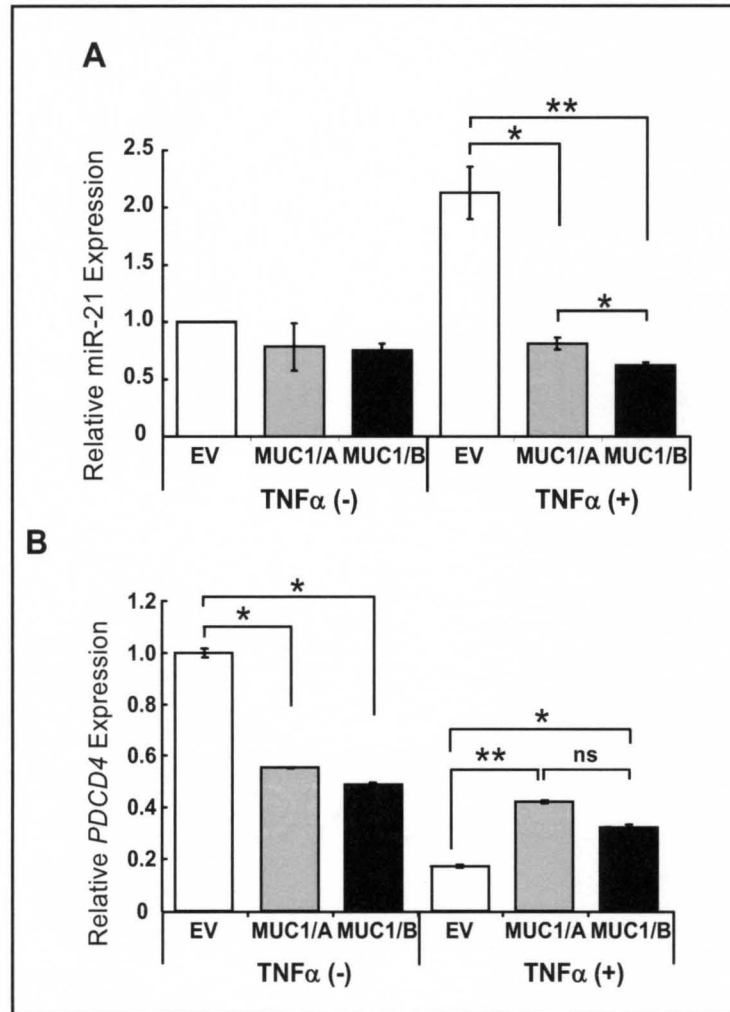 A
Relative miR-21 Expression
2.5
2.0
1.5
1.0
0.5
0
**
*
*
EV MUC1/A MUC1/B EV MUC1/A MUC1/B
TNFα (-) TNFα (+)
B
Relative PDCD4 Expression
1.2
1.0
0.8
0.6
0.4
0.2
0
*
*
*
** ns
EV MUC1/A MUC1/B EV MUC1/A MUC1/B
TNFα (-) TNFα (+)